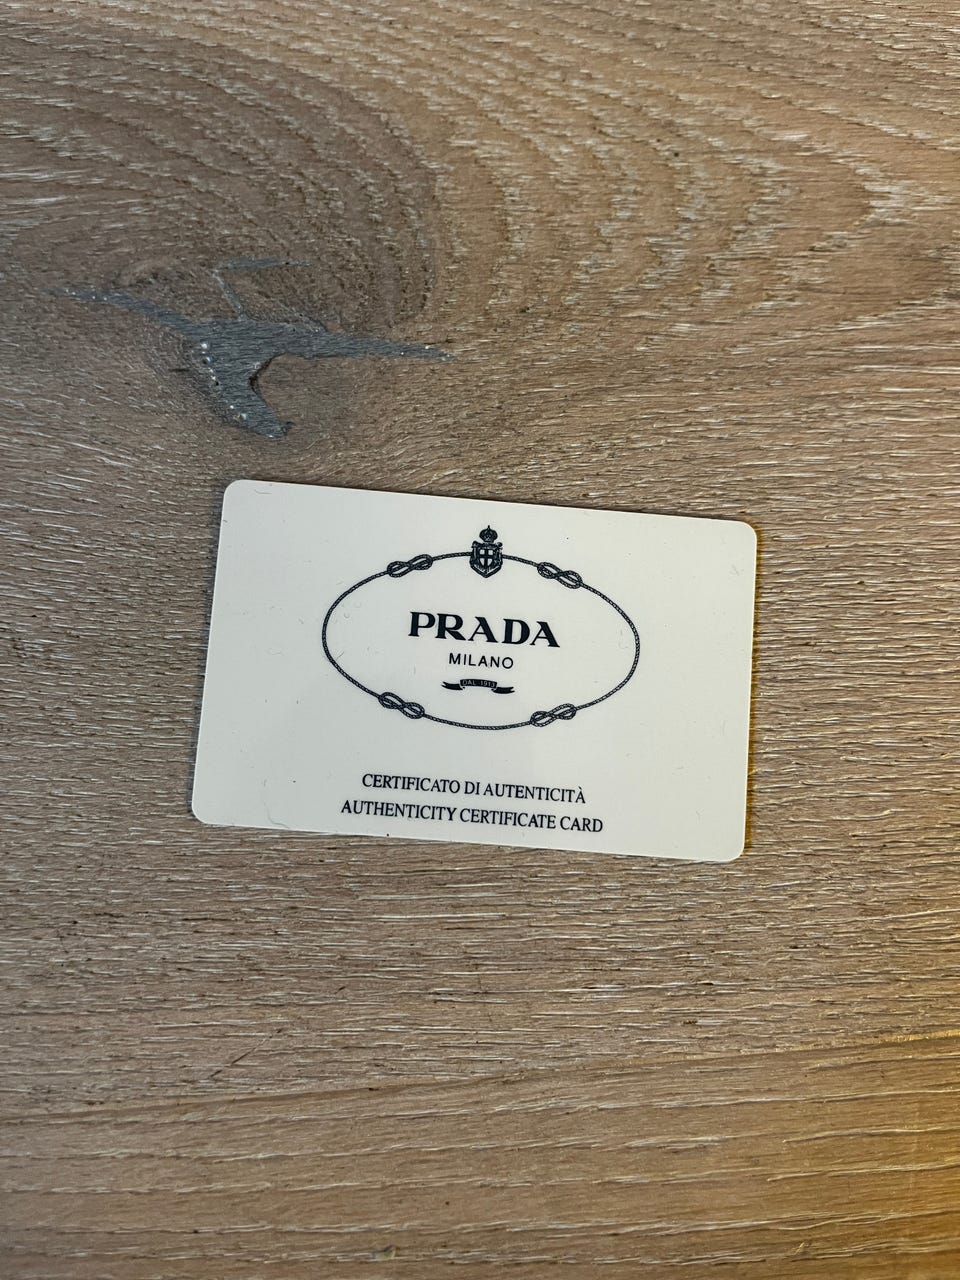 PRADA
MILANO
DAL 1913
CERTIFICATO DI AUTENTICITÀ
AUTHENTICITY CERTIFICATE CARD